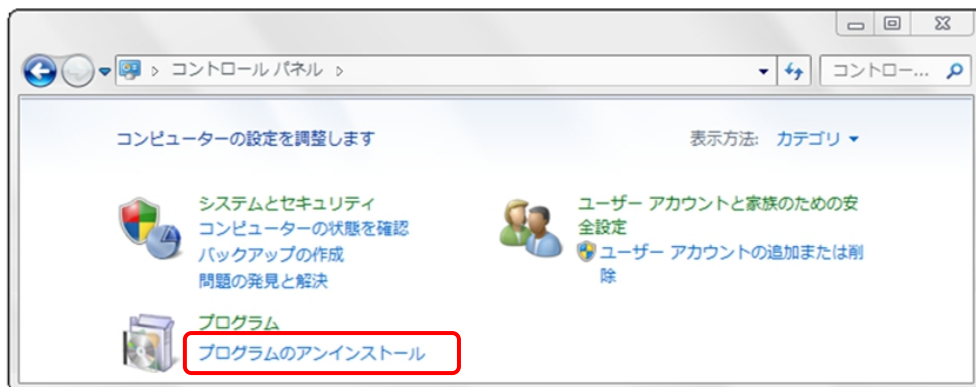 コントロール パネル
コントロー...
コンピューターの設定を調整します
表示方法: カテゴリ
システムとセキュリティ
コンピューターの状態を確認
バックアップの作成
問題の発見と解決
プログラム
プログラムのアンインストール
ユーザー アカウントと家族のための安
全設定
ユーザー アカウントの追加または削
除